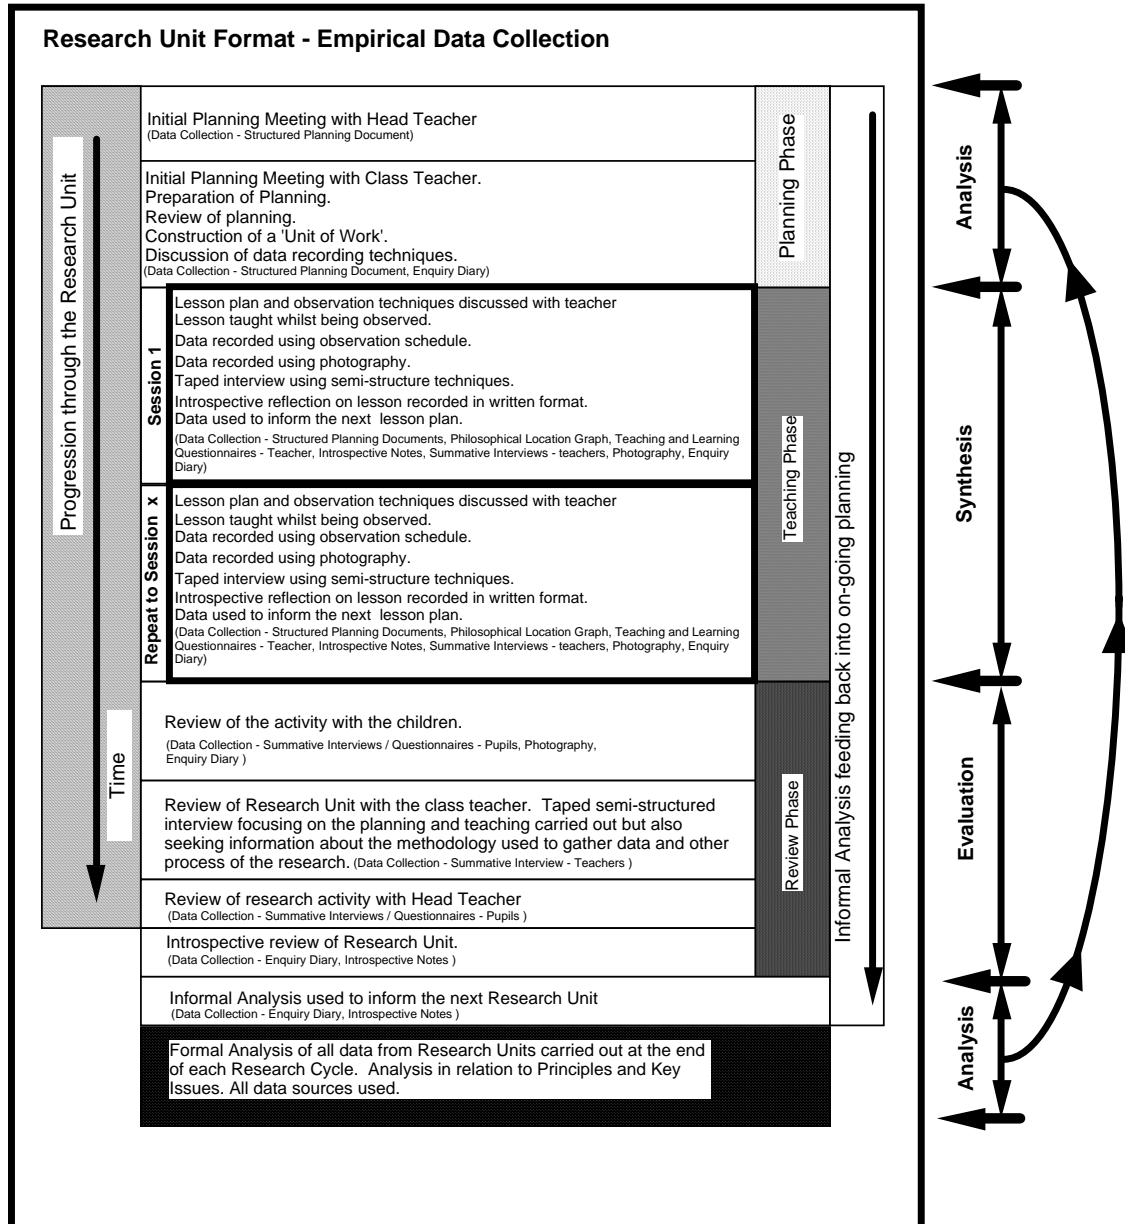 Research Unit Format - Empirical Data Collection
Progression through the Research Unit
Time
Initial Planning Meeting with Head Teacher
(Data Collection - Structured Planning Document)
Initial Planning Meeting with Class Teacher.
Preparation of Planning.
Review of planning.
Construction of a 'Unit of Work'.
Discussion of data recording techniques.
(Data Collection - Structured Planning Document, Enquiry Diary)
Planning Phase
Session 1
Lesson plan and observation techniques discussed with teacher
Lesson taught whilst being observed.
Data recorded using observation schedule.
Data recorded using photography.
Taped interview using semi-structure techniques.
Introspective reflection on lesson recorded in written format.
Data used to inform the next  lesson plan.
(Data Collection - Structured Planning Documents, Philosophical Location Graph, Teaching and Learning
Questionnaires - Teacher, Introspective Notes, Summative Interviews - teachers, Photography, Enquiry
Diary)
Repeat to Session  x
Lesson plan and observation techniques discussed with teacher
Lesson taught whilst being observed.
Data recorded using observation schedule.
Data recorded using photography.
Taped interview using semi-structure techniques.
Introspective reflection on lesson recorded in written format.
Data used to inform the next  lesson plan.
(Data Collection - Structured Planning Documents, Philosophical Location Graph, Teaching and Learning
Questionnaires - Teacher, Introspective Notes, Summative Interviews - teachers, Photography, Enquiry
Diary)
Teaching Phase
Review of the activity with the children.
(Data Collection - Summative Interviews / Questionnaires - Pupils, Photography,
Enquiry Diary )
Review of Research Unit with the class teacher.  Taped semi-structured
interview focusing on the planning and teaching carried out but also
seeking information about the methodology used to gather data and other
process of the research. (Data Collection - Summative Interview - Teachers )
Review of research activity with Head Teacher
(Data Collection - Summative Interviews / Questionnaires - Pupils )
Introspective review of Research Unit.
(Data Collection - Enquiry Diary, Introspective Notes )
Review Phase
Informal Analysis used to inform the next Research Unit
(Data Collection - Enquiry Diary, Introspective Notes )
Formal Analysis of all data from Research Units carried out at the end
of each Research Cycle.  Analysis in relation to Principles and Key
Issues. All data sources used.
Informal Analysis feeding back into on-going planning
Analysis
Synthesis
Evaluation
Analysis